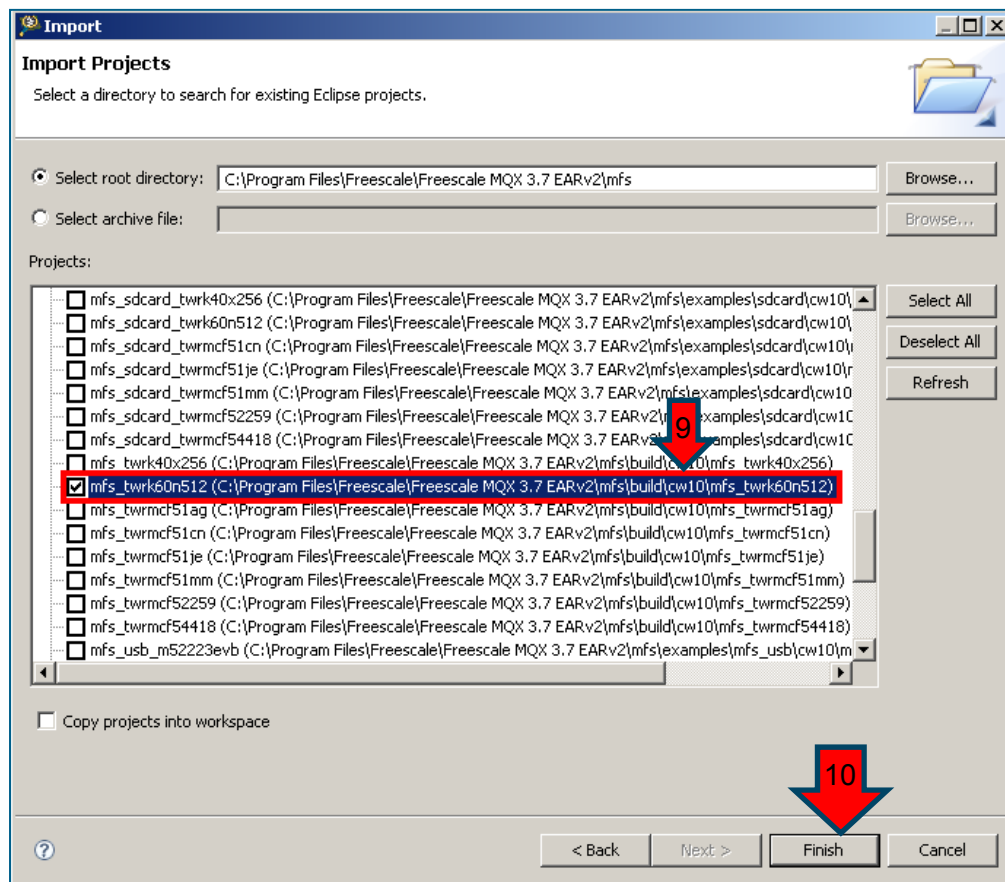 Import
Import Projects
Select a directory to search for existing Eclipse projects.
Select root directory: C:\Program Files\Freescale\Freescale MQX 3.7 EARv2\mfs Browse...
Select archive file: Browse...
Projects:
mfs_sdcard_twrk40x256 (C:\Program Files\Freescale\Freescale MQX 3.7 EARv2\mfs\examples\sdcard\cw10\ Select All
mfs_sdcard_twrk60n512 (C:\Program Files\Freescale\Freescale MQX 3.7 EARv2\mfs\examples\sdcard\cw10\
mfs_sdcard_twrmcf51cn (C:\Program Files\Freescale\Freescale MQX 3.7 EARv2\mfs\examples\sdcard\cw10\ Deselect All
mfs_sdcard_twrmcf51je (C:\Program Files\Freescale\Freescale MQX 3.7 EARv2\mfs\examples\sdcard\cw10\
mfs_sdcard_twrmcf51mm (C:\Program Files\Freescale\Freescale MQX 3.7 EARv2\mfs\examples\sdcard\cw10 Refresh
mfs_sdcard_twrmcf52259 (C:\Program Files\Freescale\Freescale MQX 3.7 EARv2\ examples\sdcard\cw10
9
mfs_sdcard_twrmcf54418 (C:\Program Files\Freescale\Freescale MQX 3.7 EARv2 amples\sdcard\cw10
mfs_twrk40x256 (C:\Program Files\Freescale\Freescale MQX 3.7 EARv2\mfs\build\cw10\mfs_twrk40x256)
mfs_twrk60n512 (C:\Program Files\Freescale\Freescale MQX 3.7 EARv2\mfs\build\cw10\mfs_twrk60n512)
mfs_twrmcf51ag (C:\Program Files\Freescale\Freescale MQX 3.7 EARv2\mfs\build\cw10\mfs_twrmcf51ag)
mfs_twrmcf51cn (C:\Program Files\Freescale\Freescale MQX 3.7 EARv2\mfs\build\cw10\mfs_twrmcf51cn)
mfs_twrmcf51je (C:\Program Files\Freescale\Freescale MQX 3.7 EARv2\mfs\build\cw10\mfs_twrmcf51je)
mfs_twrmcf51mm (C:\Program Files\Freescale\Freescale MQX 3.7 EARv2\mfs\build\cw10\mfs_twrmcf51mm)
mfs_twrmcf52259 (C:\Program Files\Freescale\Freescale MQX 3.7 EARv2\mfs\build\cw10\mfs_twrmcf52259)
mfs_twrmcf54418 (C:\Program Files\Freescale\Freescale MQX 3.7 EARv2\mfs\build\cw10\mfs_twrmcf54418)
mfs_usb_m52223evb (C:\Program Files\Freescale\Freescale MQX 3.7 EARv2\mfs\examples\mfs_usb\cw10\m
Copy projects into workspace
10
? < Back Next > Finish Cancel